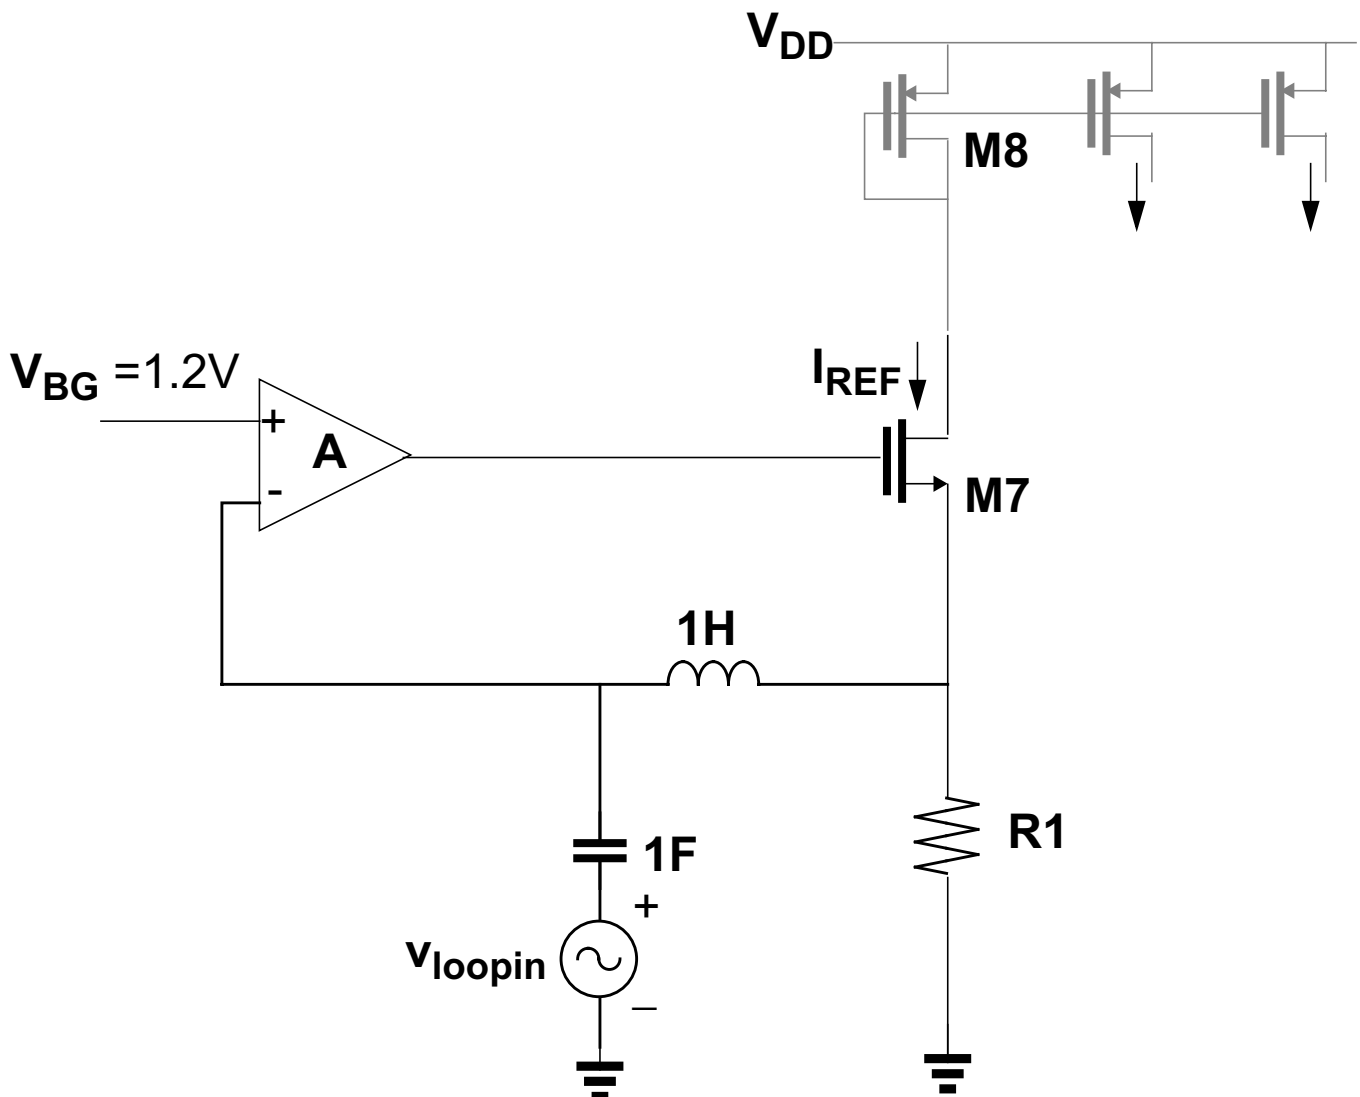 VDD
M8
VBG =1.2V
IREF
+
A
-
M7
1H
R1
1F
+
vloopin
–